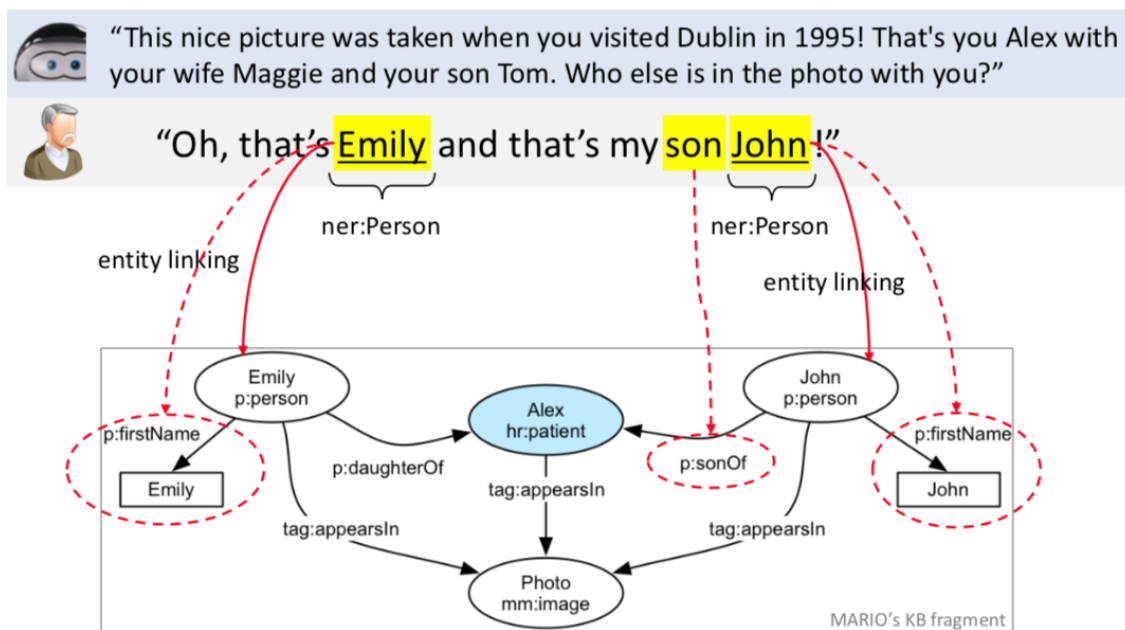 “This nice picture was taken when you visited Dublin in 1995! That's you Alex with
your wife Maggie and your son Tom. Who else is in the photo with you?”
“Oh, that’s Emily and that’s my son John!”
ner:Person
ner:Person
entity linking
entity linking
Emily
p:person
John
p:person
Alex
hr:patient
p:firstName
p:firstName
p:daughterOf
p:sonOf
Emily
tag:appearsIn
John
tag:appearsIn
tag:appearsIn
Photo
mm:image
MARIO's KB fragment